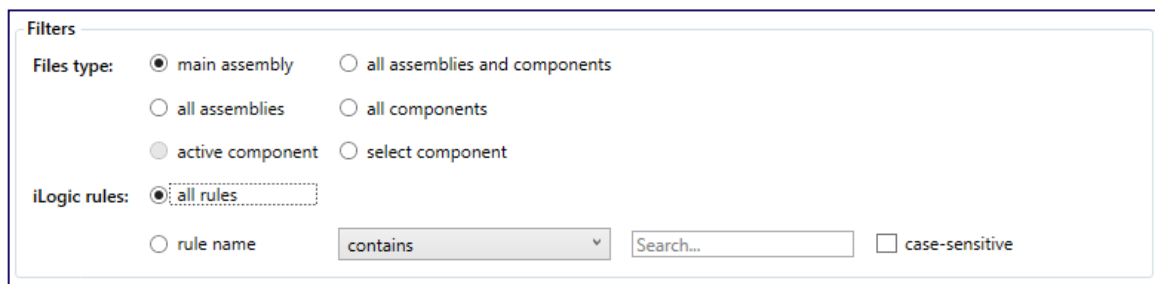 Filters
Files type: main assembly all assemblies and components
all assemblies all components
active component select component
iLogic rules: all rules
rule name contains Search... case-sensitive